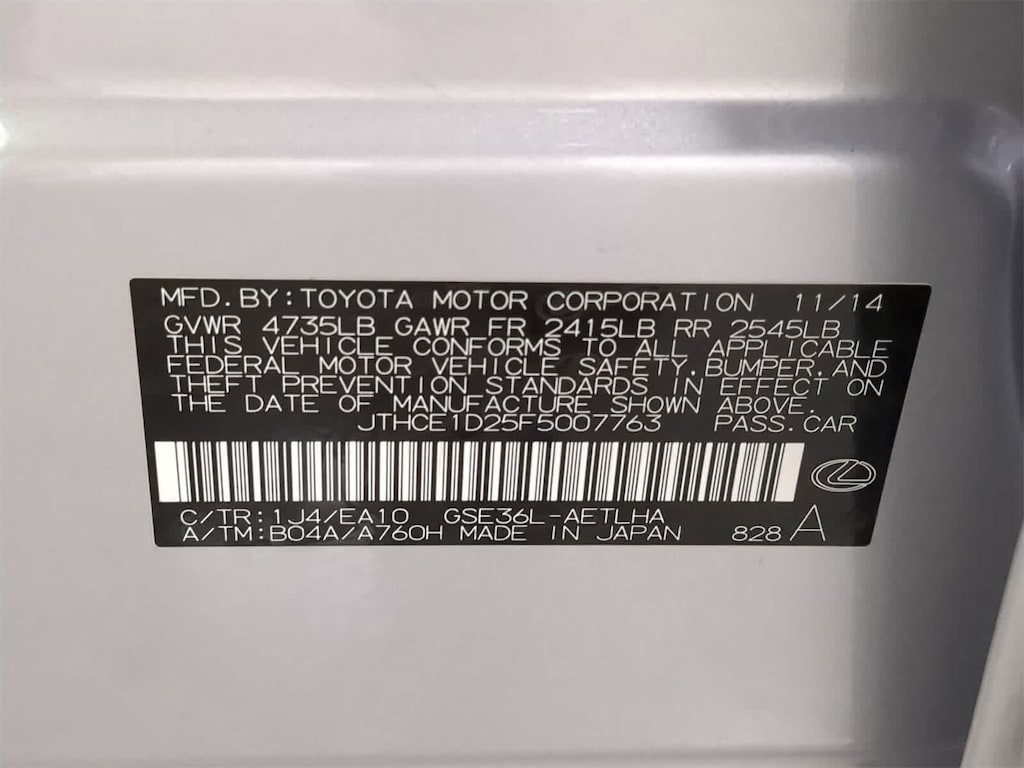 MFD.BY:TOYOTA MOTOR CORPORATION 11/14
GVWR 4735LB GAWR FR 2415LB RR 2545LB
THIS VEHICLE CONFORMS TO ALL APPLICABLE
FEDERAL MOTOR VEHICLE SAFETY,BUMPER,AND
THEFT PREVENTION STANDARDS IN EFFECT ON
THE DATE OF MANUFACTURE SHOWN ABOVE.
JTHCE1D25F5007763 PASS.CAR
C/TR:1J4/EA10 GSE36L-AETLHA
A/TM:B04A/A760H MADE IN JAPAN 828 A